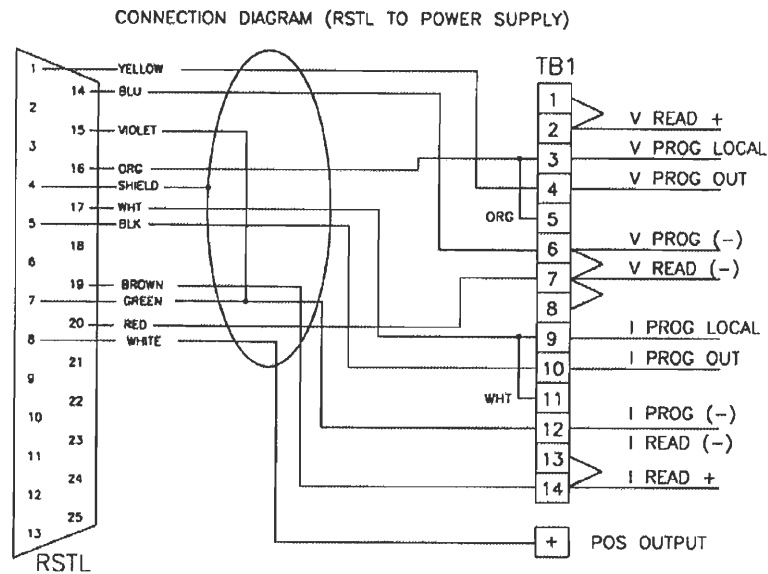 CONNECTION DIAGRAM (RSTL TO POWER SUPPLY)
TB1
1 YELLOW
14 BLU
2
15 VIOLET
3
16 ORG
4 SHIELD
17 WHT
5 BLK
18
6
19 BROWN
7 GREEN
20 RED
8 WHITE
21
9
22
10
23
11
24
12
25
13
RSTL
1
2 V READ +
3 V PROG LOCAL
4 V PROG OUT
ORG 5
6 V PROG (-)
7 V READ (-)
8
9 I PROG LOCAL
10 I PROG OUT
WHT 11
12 I PROG (-)
I READ (-)
13
14 I READ +
+ POS OUTPUT